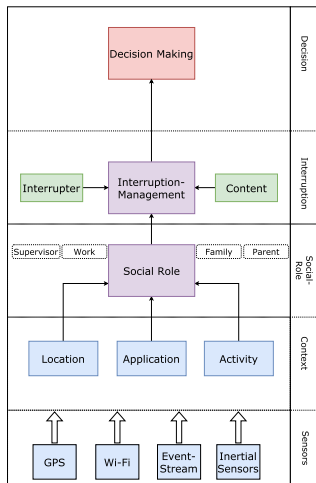 Decision Making
Decision
Interrupter
Interruption-
Management
Content
Interruption
Supervisor
Work
Family
Parent
Social Role
Social-
Role
Location
Application
Activity
Context
GPS
Wi-Fi
Event-
Stream
Inertial
Sensors
Sensors